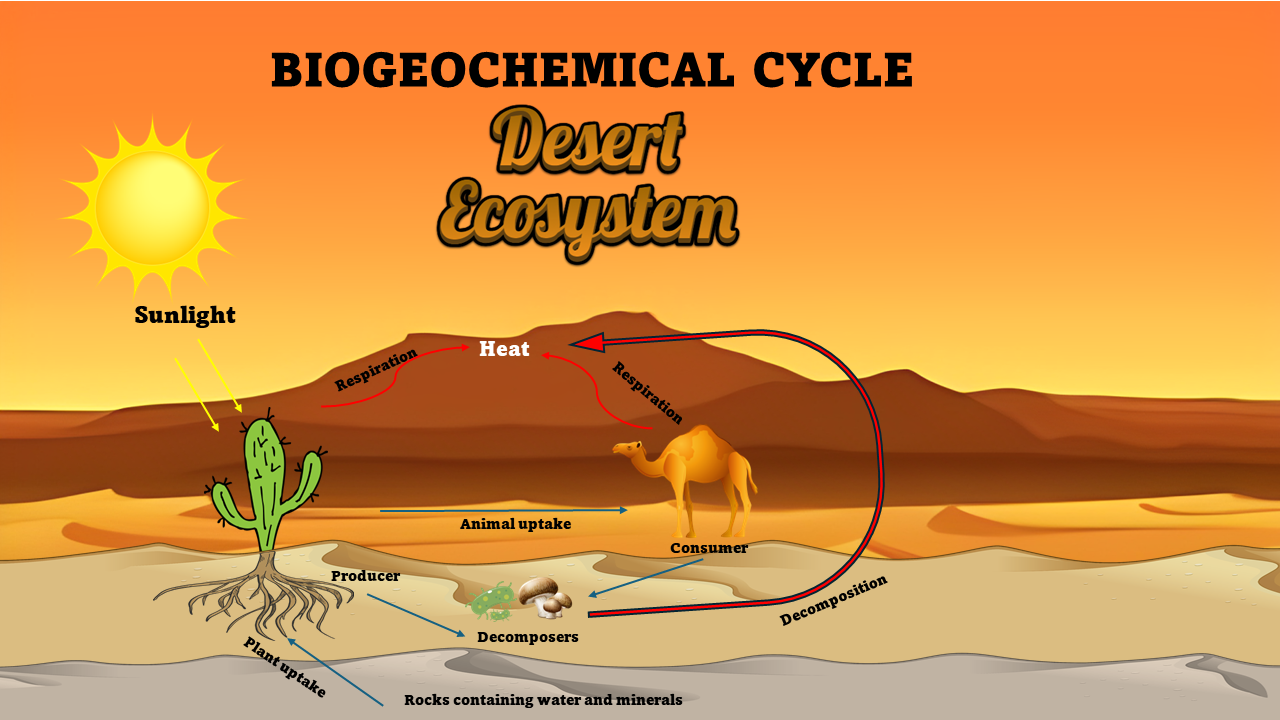 BIOGEOCHEMICAL CYCLE
Desert
Ecosystem
Sunlight
Heat
Respiration
Respiration
Animal uptake
Consumer
Producer
Decomposition
Decomposers
Plant uptake
Rocks containing water and minerals